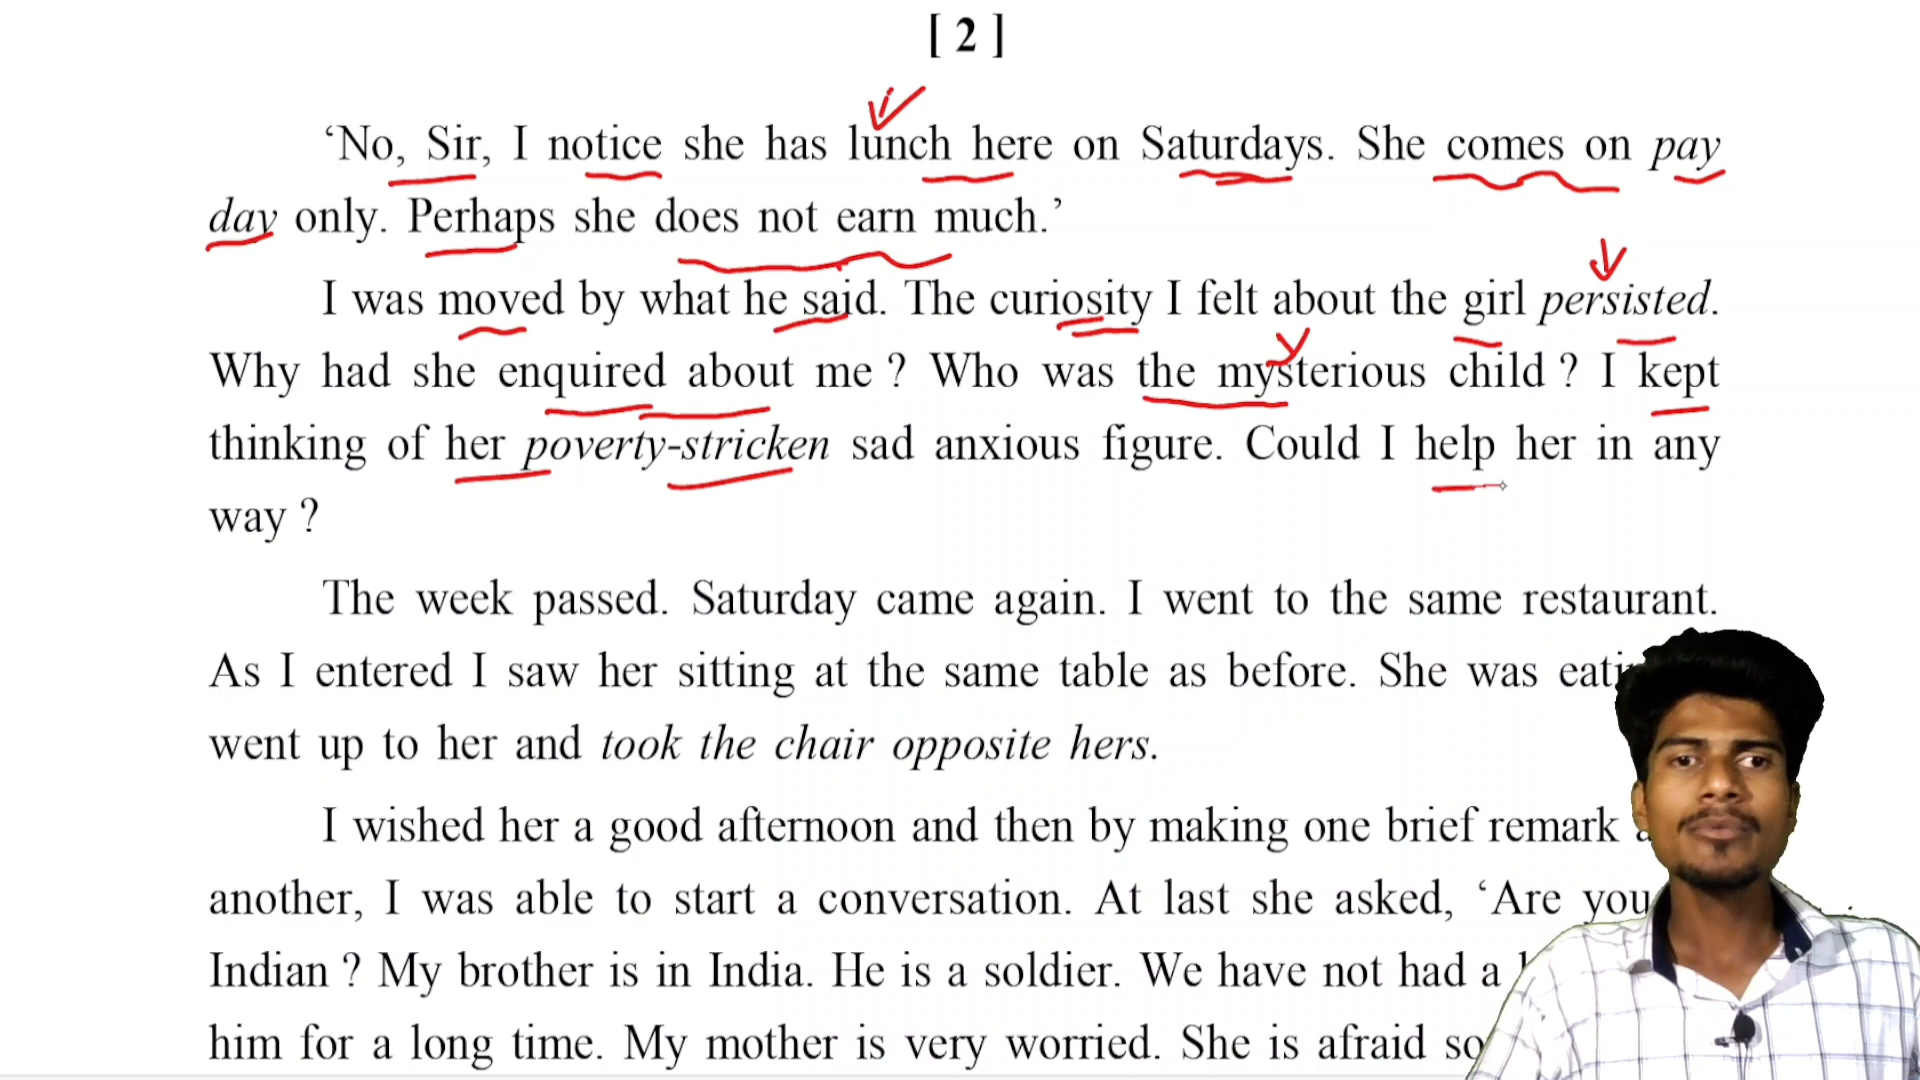 [ 2 ]
‘No, Sir, I notice she has lunch here on Saturdays. She comes on pay
day only. Perhaps she does not earn much.’
I was moved by what he said. The curiosity I felt about the girl persisted.
Why had she enquired about me ? Who was the mysterious child ? I kept
thinking of her poverty-stricken sad anxious figure. Could I help her in any
way ?
The week passed. Saturday came again. I went to the same restaurant.
As I entered I saw her sitting at the same table as before. She was
went up to her and took the chair opposite hers.
I wished her a good afternoon and then by making one brief remark
another, I was able to start a conversation. At last she asked, ‘Are you
Indian ? My brother is in India. He is a soldier. We have not had a
him for a long time. My mother is very worried. She is afraid